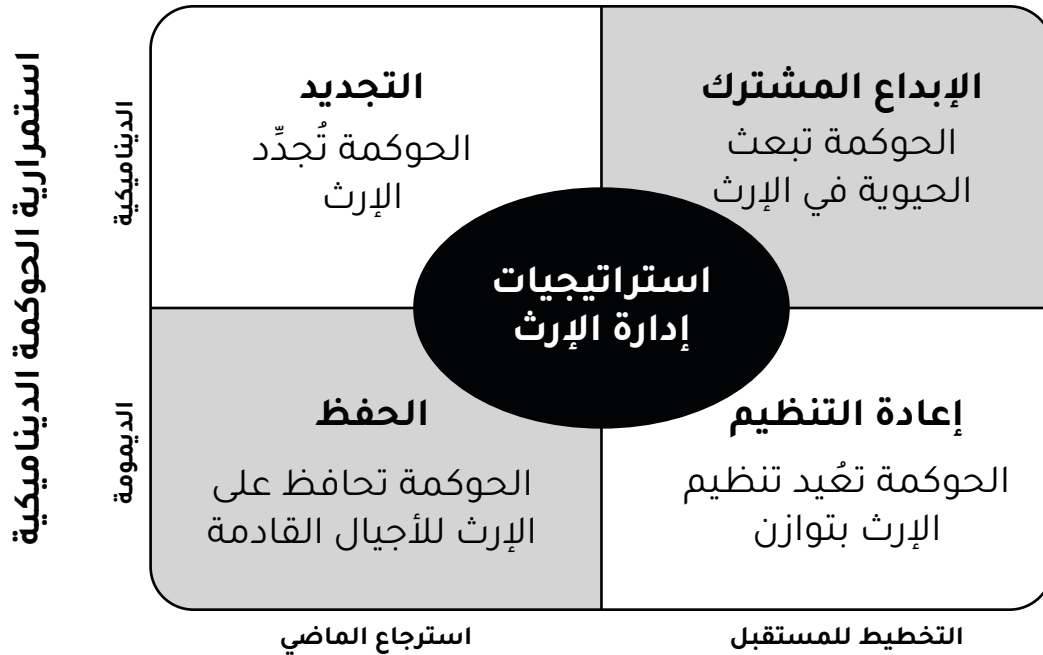 استمرارية الحوكمة الديناميكية
الديناميكية
الديمومة
الإبداع المشترك
الحوكمة تبعث
الحيوية في الإرث
التجديد
الحوكمة تُجدِّد
الإرث
استراتيجيات
إدارة الإرث
إعادة التنظيم
الحوكمة تعُيد تنظيم
الإرث بتوازن
الحفظ
الحوكمة تحافظ على
الإرث للأجيال القادمة
التخطيط للمستقبل
استرجاع الماضي